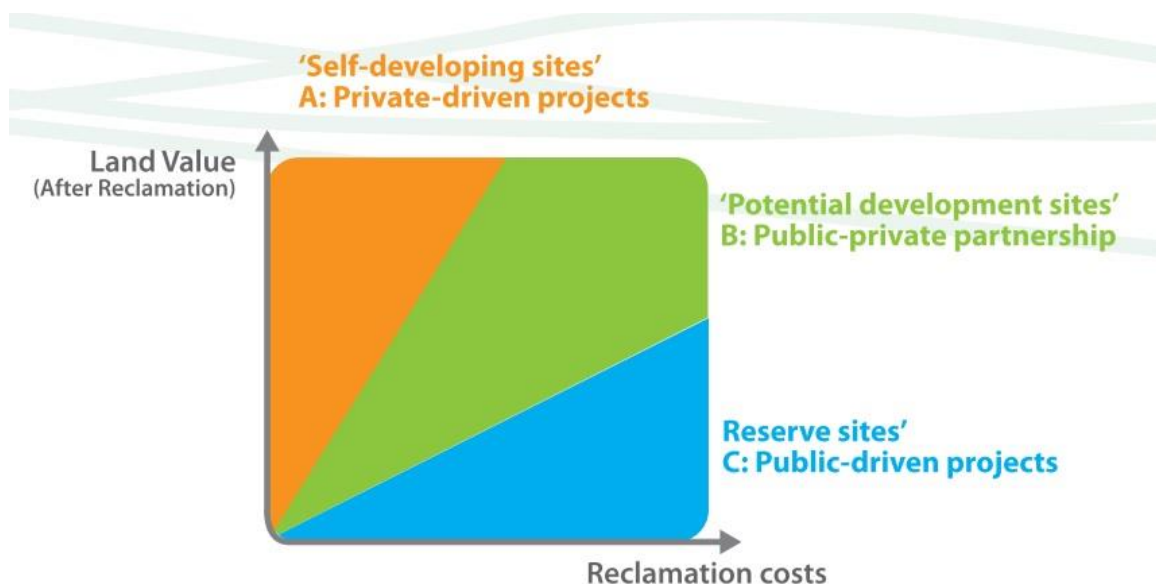 'Self-developing sites'
A: Private-driven projects
Land Value
(After Reclamation)
'Potential development sites'
B: Public-private partnership
Reserve sites'
C: Public-driven projects
Reclamation costs